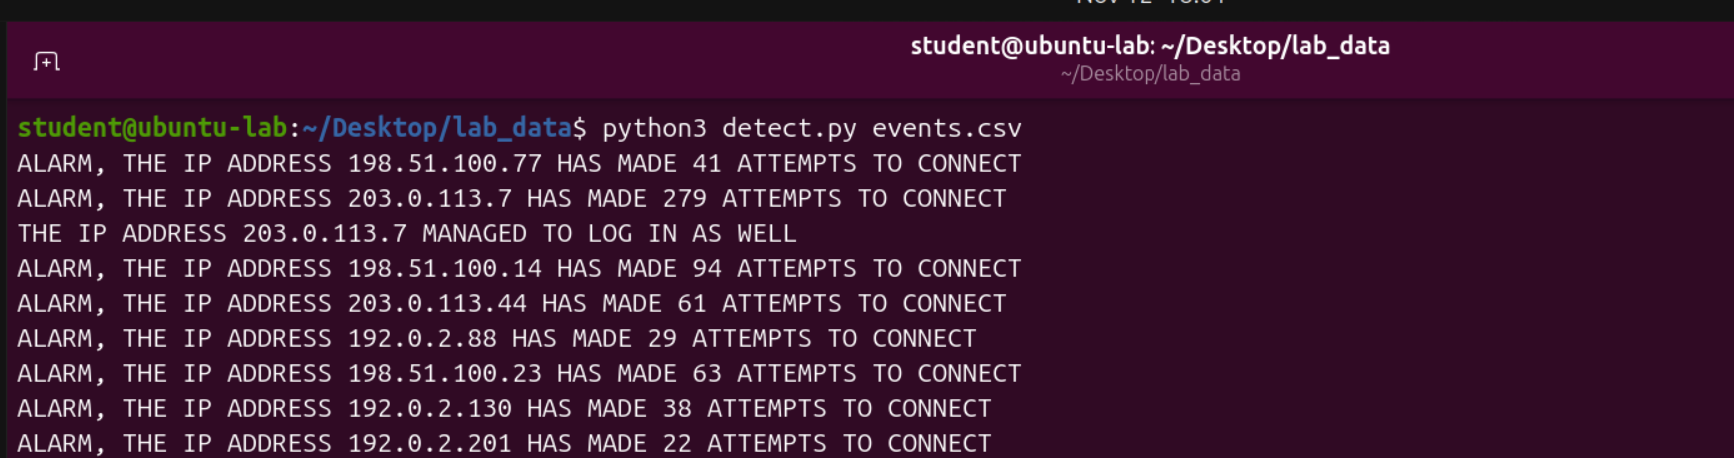 student@ubuntu-lab: ~/Desktop/lab_data
~/Desktop/lab_data
student@ubuntu-lab:~/Desktop/lab_data$ python3 detect.py events.csv
ALARM, THE IP ADDRESS 198.51.100.77 HAS MADE 41 ATTEMPTS TO CONNECT
ALARM, THE IP ADDRESS 203.0.113.7 HAS MADE 279 ATTEMPTS TO CONNECT
THE IP ADDRESS 203.0.113.7 MANAGED TO LOG IN AS WELL
ALARM, THE IP ADDRESS 198.51.100.14 HAS MADE 94 ATTEMPTS TO CONNECT
ALARM, THE IP ADDRESS 203.0.113.44 HAS MADE 61 ATTEMPTS TO CONNECT
ALARM, THE IP ADDRESS 192.0.2.88 HAS MADE 29 ATTEMPTS TO CONNECT
ALARM, THE IP ADDRESS 198.51.100.23 HAS MADE 63 ATTEMPTS TO CONNECT
ALARM, THE IP ADDRESS 192.0.2.130 HAS MADE 38 ATTEMPTS TO CONNECT
ALARM, THE IP ADDRESS 192.0.2.201 HAS MADE 22 ATTEMPTS TO CONNECT